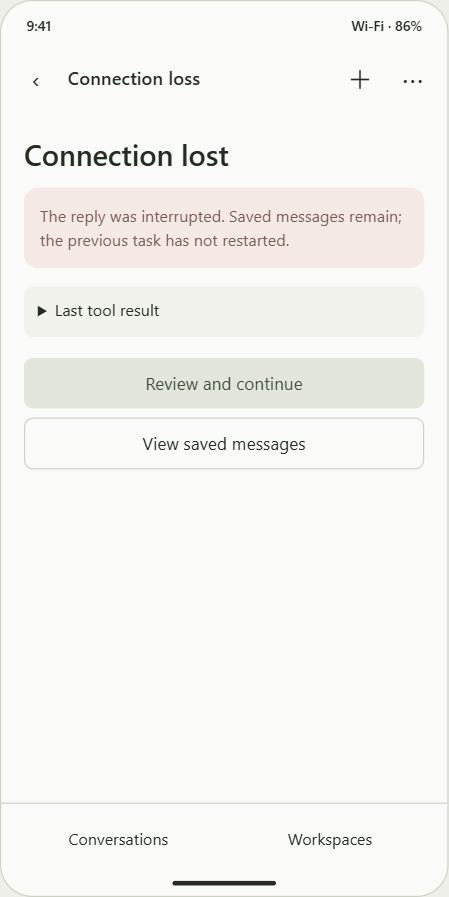 9:41
Wi-Fi · 86%
‹ Connection loss + ...
Connection lost
The reply was interrupted. Saved messages remain;
the previous task has not restarted.
▶ Last tool result
Review and continue
View saved messages
Conversations
Workspaces